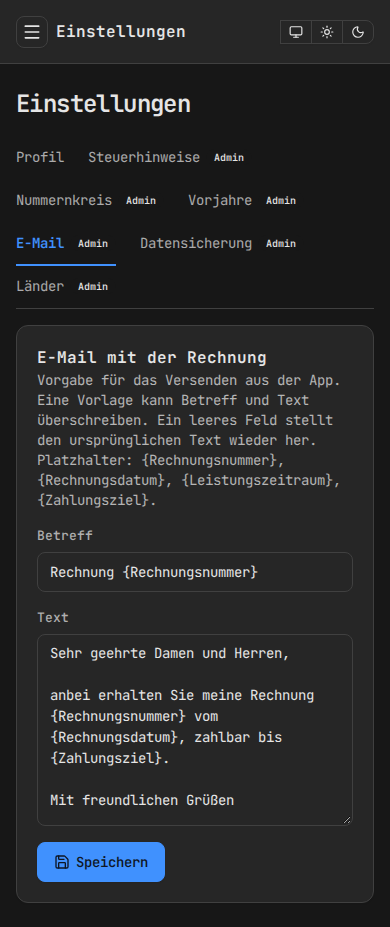 Einstellungen
Einstellungen
Profil Steuerhinweise Admin
Nummernkreis Admin Vorjahre Admin
E-Mail Admin Datensicherung Admin
Länder Admin
E-Mail mit der Rechnung
Vorgabe für das Versenden aus der App.
Eine Vorlage kann Betreff und Text
überschreiben. Ein leeres Feld stellt
den ursprünglichen Text wieder her.
Platzhalter: {Rechnungsnummer},
{Rechnungsdatum}, {Leistungszeitraum},
{Zahlungsziel}.
Betreff
Rechnung {Rechnungsnummer}
Text
Sehr geehrte Damen und Herren,
anbei erhalten Sie meine Rechnung
{Rechnungsnummer} vom
{Rechnungsdatum}, zahlbar bis
{Zahlungsziel}.
Mit freundlichen Grüßen
Speichern